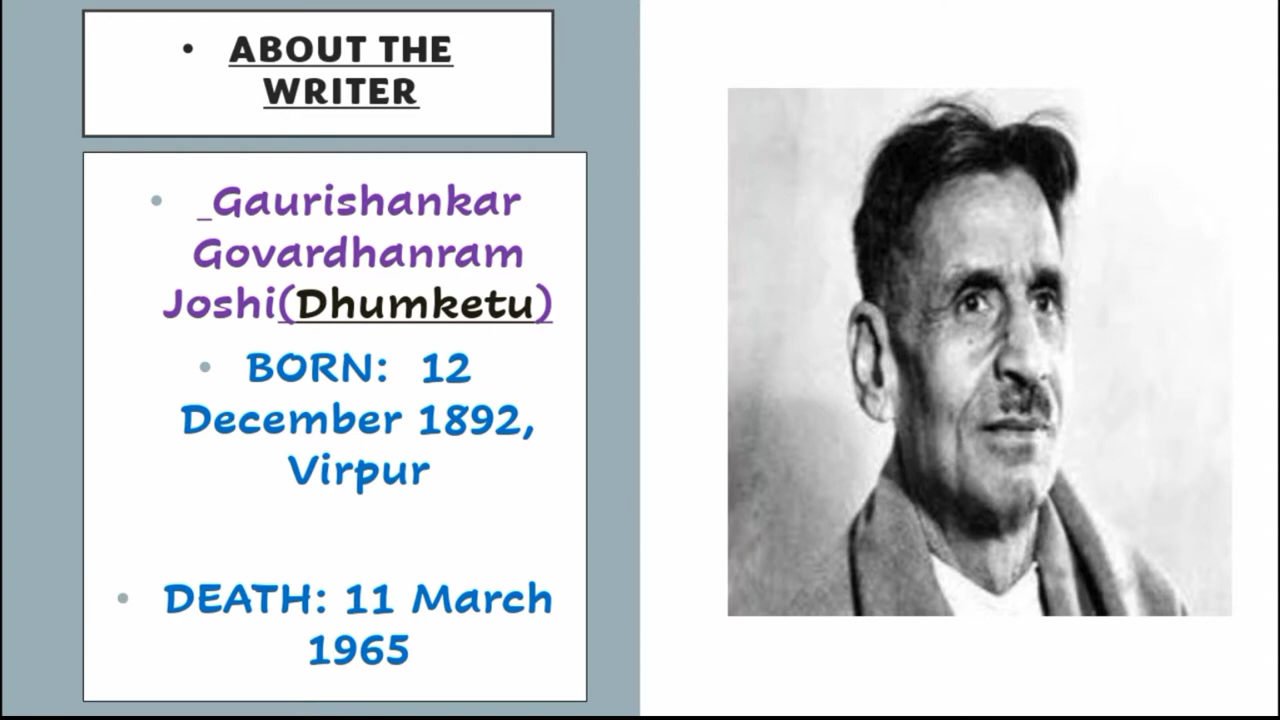 • ABOUT THE
WRITER
• _Gaurishankar
Govardhanram
Joshi(Dhumketu)
• BORN: 12
December 1892,
Virpur
• DEATH: 11 March
1965